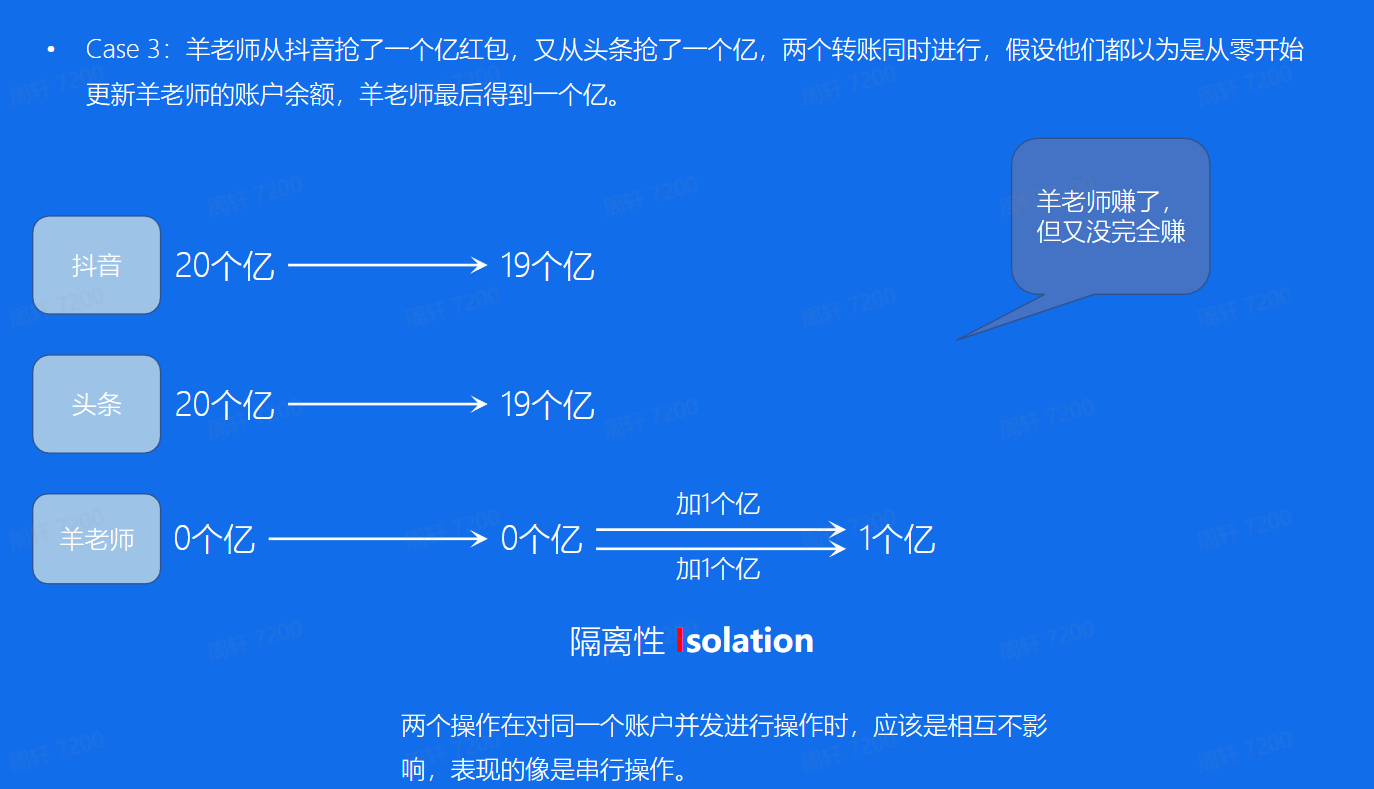 • Case 3：羊老师从抖音抢了一个亿红包，又从头条抢了一个亿，两个转账同时进行，假设他们都以为是从零开始
更新羊老师的账户余额，羊老师最后得到一个亿。
羊老师赚了，
但又没完全赚
抖音 20个亿 19个亿
头条 20个亿 19个亿
加1个亿
羊老师 0个亿 0个亿 1个亿
加1个亿
隔离性 Isolation
两个操作在对同一个账户并发进行操作时，应该是相互不影
响，表现的像是串行操作。
周轩 7200